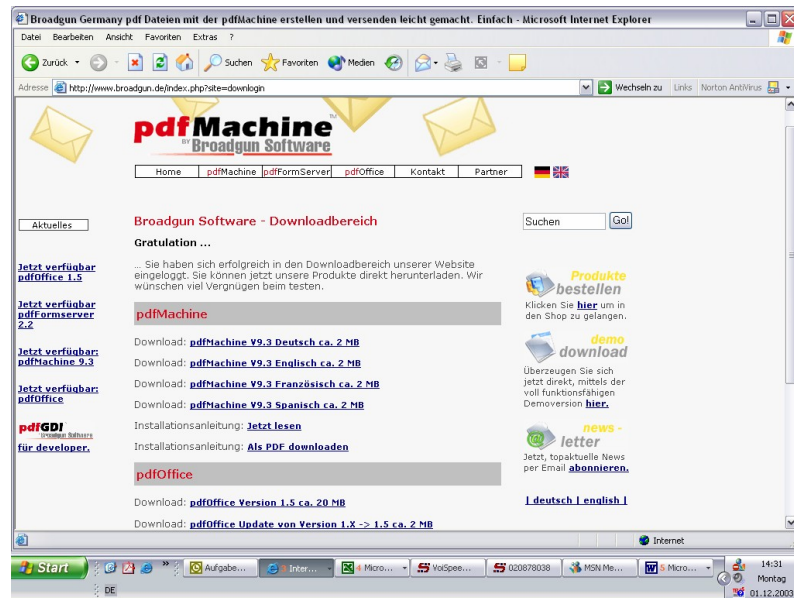 Broadgun Germany pdf Dateien mit der pdfMachine erstellen und versenden leicht gemacht. Einfach - Microsoft Internet Explorer
Datei Bearbeiten Ansicht Favoriten Extras ?
Zurück Suchen Favoriten Medien
Adresse http://www.broadgun.de/index.php?site=downlogin Wechseln zu Links Norton AntiVirus
pdfMachine
BY Broadgun Software
Home pdfMachine pdfFormServer pdfOffice Kontakt Partner
Aktuelles
Jetzt verfügbar
pdfOffice 1.5
Jetzt verfügbar
pdfFormserver
2.2
Jetzt verfügbar:
pdfMachine 9.3
Jetzt verfügbar:
pdfOffice
pdfGDI
Broadgun Software
für developer.
Broadgun Software - Downloadbereich
Gratulation ...
... Sie haben sich erfolgreich in den Downloadbereich unserer Website
eingeloggt. Sie können jetzt unsere Produkte direkt herunterladen. Wir
wünschen viel Vergnügen beim testen.
pdfMachine
Download: pdfMachine V9.3 Deutsch ca. 2 MB
Download: pdfMachine V9.3 Englisch ca. 2 MB
Download: pdfMachine V9.3 Französisch ca. 2 MB
Download: pdfMachine V9.3 Spanisch ca. 2 MB
Installationsanleitung: Jetzt lesen
Installationsanleitung: Als PDF downloaden
pdfOffice
Download: pdfOffice Version 1.5 ca. 20 MB
Download: pdfOffice Update von Version 1.X -> 1.5 ca. 2 MB
Suchen Go!
Produkte
bestellen
Klicken Sie hier um in
den Shop zu gelangen.
demo
download
Überzeugen Sie sich
jetzt direkt, mittels der
voll funktionsfähigen
Demoversion hier.
news -
letter
Jetzt, topaktuelle News
per Email abonnieren.
| deutsch | english |
Internet
Start Aufgabe... 3 Inter... 4 Micro... VoiSpee... 020878038 MSN Me... 5 Micro... 14:31
Montag
DE 01.12.2003